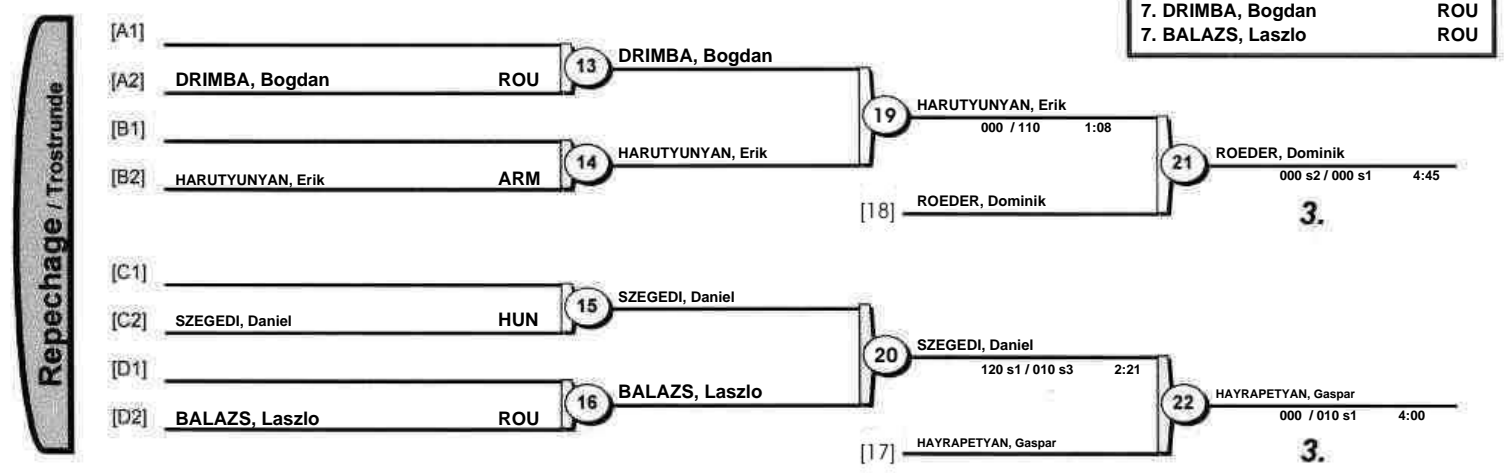 7. DRIMBA, Bogdan ROU
7. BALAZS, Laszlo ROU
Repechage / Trostrunde
[A1]
[A2] DRIMBA, Bogdan ROU
13 DRIMBA, Bogdan
[B1]
[B2] HARUTYUNYAN, Erik ARM
14 HARUTYUNYAN, Erik
19 HARUTYUNYAN, Erik
000 / 110 1:08
[18] ROEDER, Dominik
21 ROEDER, Dominik
000 s2 / 000 s1 4:45
3.
[C1]
[C2] SZEGEDI, Daniel HUN
15 SZEGEDI, Daniel
[D1]
[D2] BALAZS, Laszlo ROU
16 BALAZS, Laszlo
20 SZEGEDI, Daniel
120 s1 / 010 s3 2:21
[17] HAYRAPETYAN, Gaspar
22 HAYRAPETYAN, Gaspar
000 / 010 s1 4:00
3.